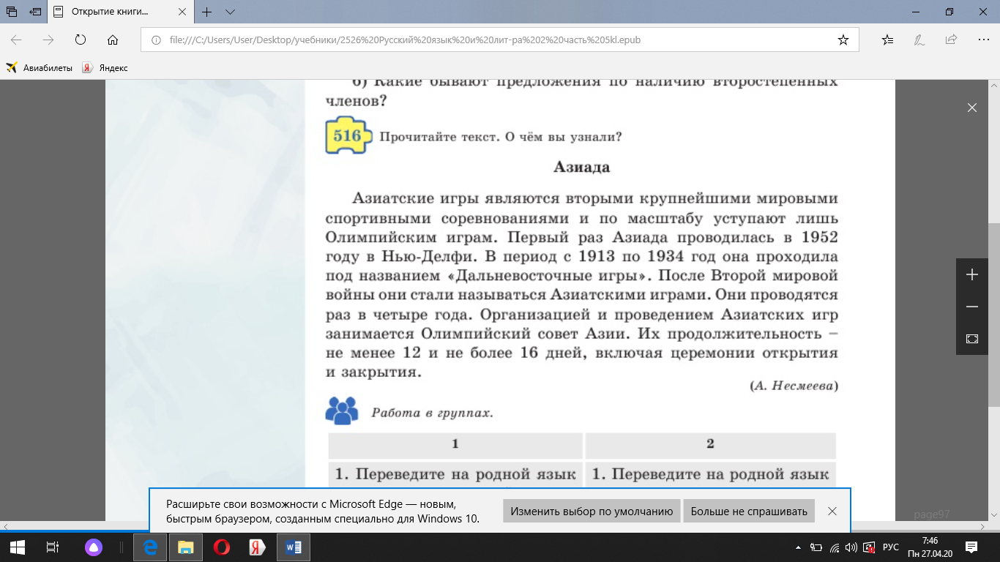 Открытие книги...
file:///C:/Users/User/Desktop/учебники/2526%20Русский%20язык%20и%20лит-ра%202%20часть%205kl.epub
Авиабилеты
Яндекс
б) Какие бывают предложения по наличию второстепенных
членов?
516 Прочитайте текст. О чём вы узнали?
Азиада
Азиатские игры являются вторыми крупнейшими мировыми
спортивными соревнованиями и по масштабу уступают лишь
Олимпийским играм. Первый раз Азиада проводилась в 1952
году в Нью-Делфи. В период с 1913 по 1934 год она проходила
под названием «Дальневосточные игры». После Второй мировой
войны они стали называться Азиатскими играми. Они проводятся
раз в четыре года. Организацией и проведением Азиатских игр
занимается Олимпийский совет Азии. Их продолжительность –
не менее 12 и не более 16 дней, включая церемонии открытия
и закрытия.
(А. Несмеева)
Работа в группах.
1 2
1. Переведите на родной язык 1. Переведите на родной язык
Расширьте свои возможности с Microsoft Edge — новым,
быстрым браузером, созданным специально для Windows 10.
Изменить выбор по умолчанию
Больше не спрашивать
page97
РУС
7:46
Пн 27.04.20